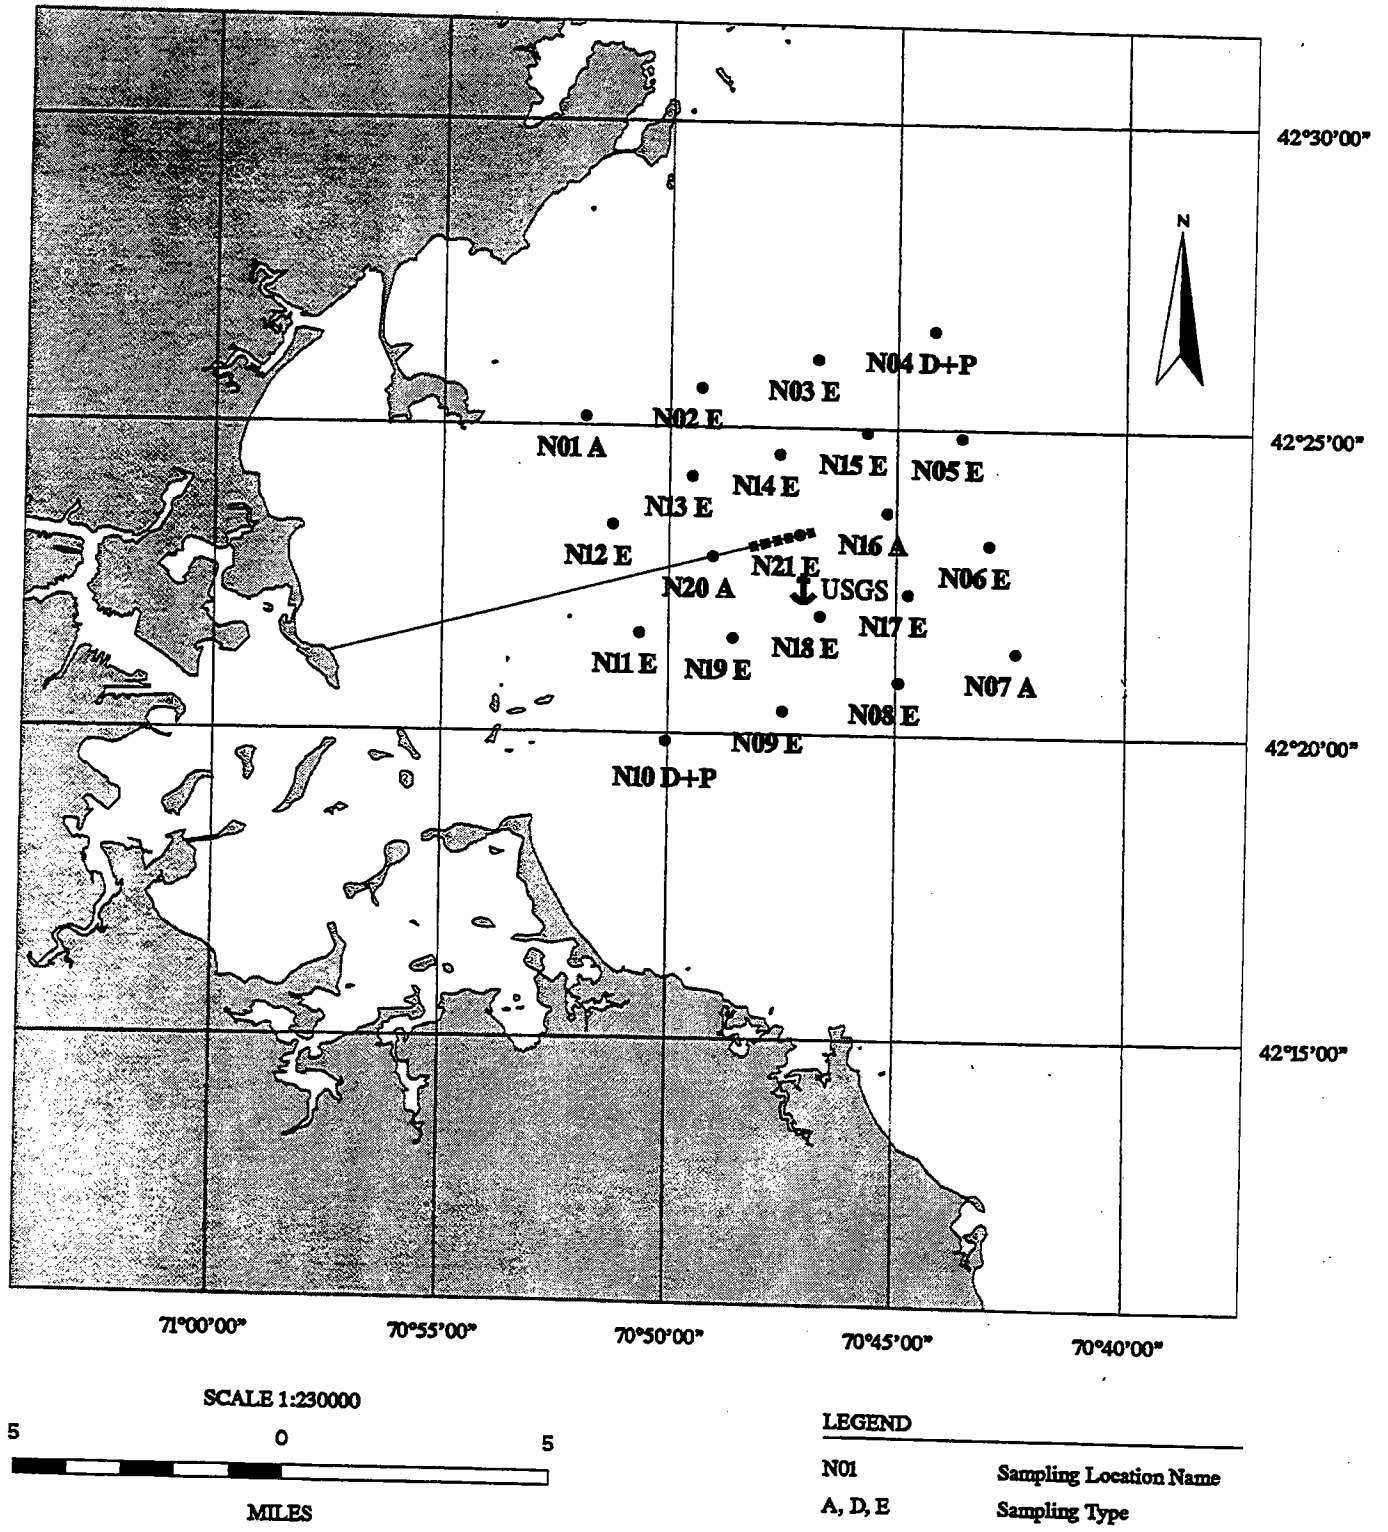 42°30'00"
N
N04 D+P
N03 E
N02 E
N01 A
42°25'00"
N15 E
N05 E
N14 E
N13 E
N12 E
N16 A
N21 E
N06 E
N20 A
USGS
N17 E
N18 E
N11 E
N19 E
N07 A
N08 E
N09 E
42°20'00"
N10 D+P
42°15'00"
71°00'00"
70°55'00"
70°50'00"
70°45'00"
70°40'00"
SCALE 1:230000
5 0 5
MILES
LEGEND
N01 Sampling Location Name
A, D, E Sampling Type